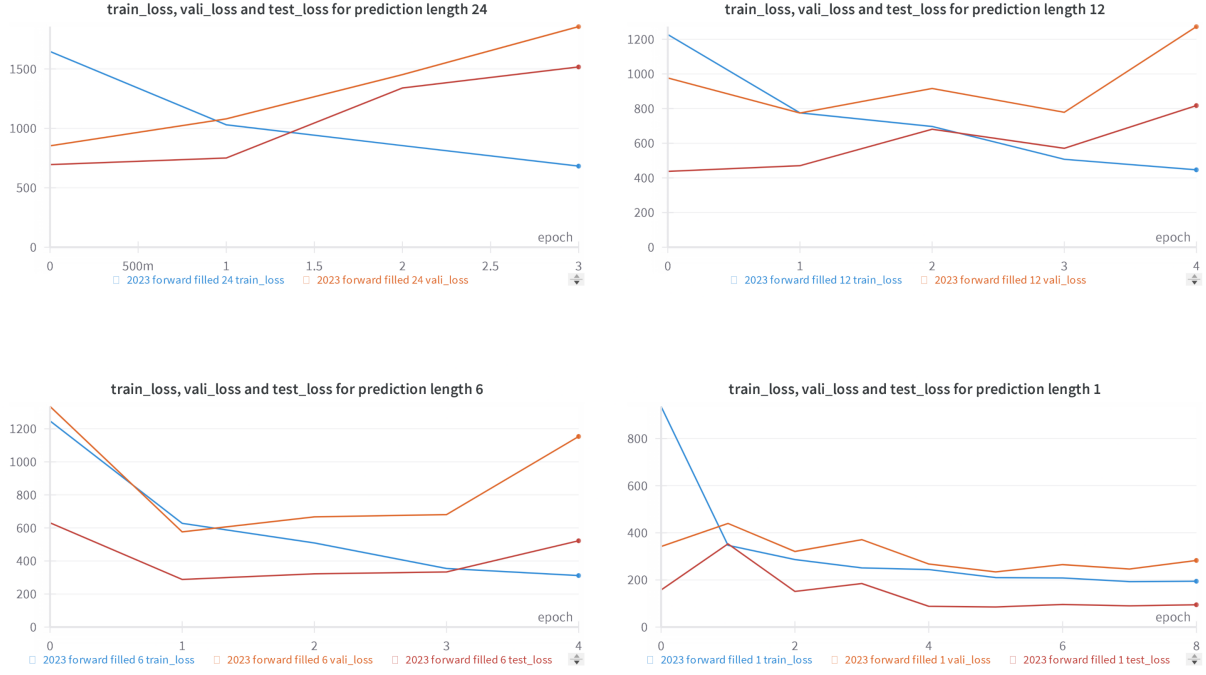 train_loss, vali_loss and test_loss for prediction length 24
1500
1000
500
0
epoch
0 500m 1 1.5 2 2.5 3
2023 forward filled 24 train_loss 2023 forward filled 24 vali_loss
train_loss, vali_loss and test_loss for prediction length 12
1200
1000
800
600
400
200
0
epoch
0 1 2 3 4
2023 forward filled 12 train_loss 2023 forward filled 12 vali_loss
train_loss, vali_loss and test_loss for prediction length 6
1200
1000
800
600
400
200
0
epoch
0 1 2 3 4
2023 forward filled 6 train_loss 2023 forward filled 6 vali_loss 2023 forward filled 6 test_loss
train_loss, vali_loss and test_loss for prediction length 1
800
600
400
200
0
epoch
0 2 4 6 8
2023 forward filled 1 train_loss 2023 forward filled 1 vali_loss 2023 forward filled 1 test_loss